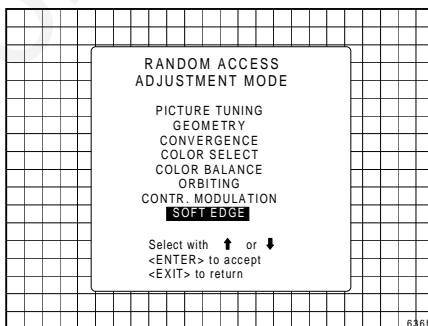 RANDOM ACCESS
ADJUSTMENT MODE
PICTURE TUNING
GEOMETRY
CONVERGENCE
COLOR SELECT
COLOR BALANCE
ORBITING
CONTR. MODULATION
SOFT EDGE
Select with ⬆ or ⬇
<ENTER> to accept
<EXIT> to return